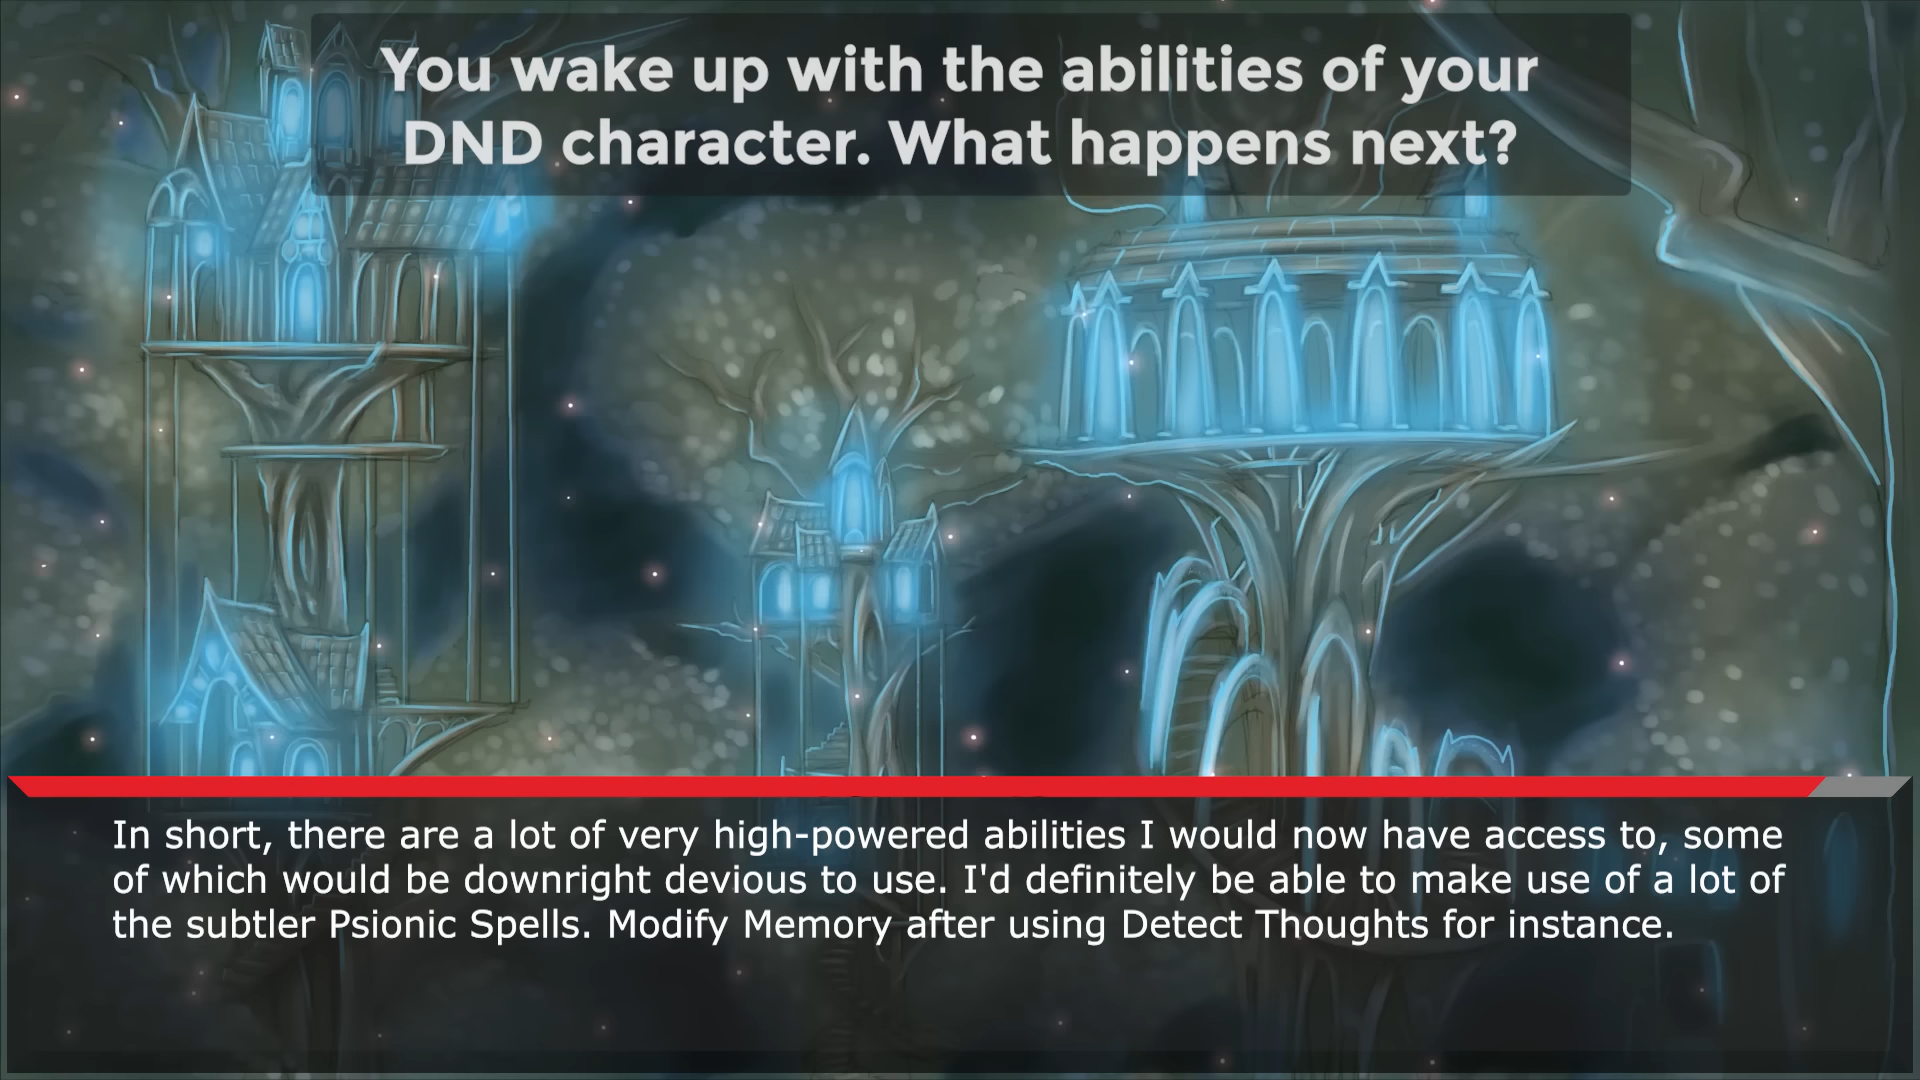 You wake up with the abilities of your
DND character. What happens next?
In short, there are a lot of very high-powered abilities I would now have access to, some
of which would be downright devious to use. I'd definitely be able to make use of a lot of
the subtler Psionic Spells. Modify Memory after using Detect Thoughts for instance.